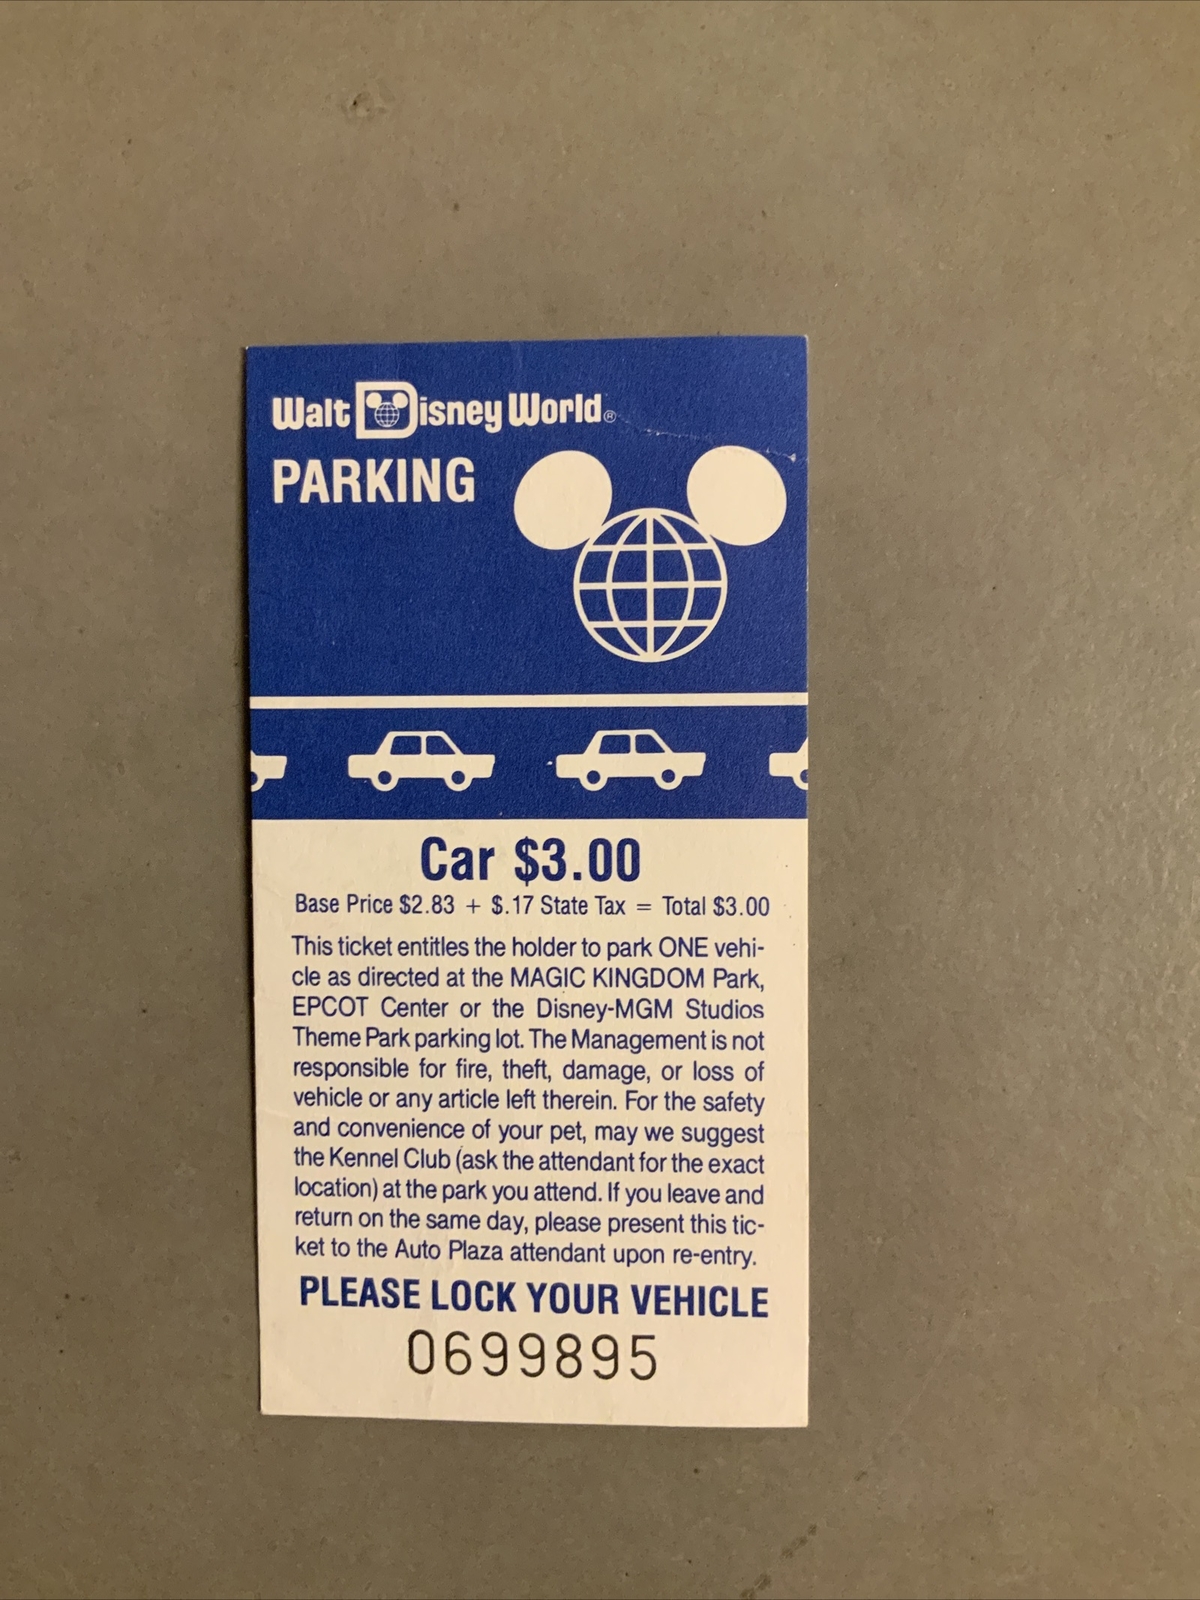 Walt Disney World®
PARKING
Car $3.00
Base Price $2.83 + $.17 State Tax = Total $3.00
This ticket entitles the holder to park ONE vehi-
cle as directed at the MAGIC KINGDOM Park,
EPCOT Center or the Disney-MGM Studios
Theme Park parking lot. The Management is not
responsible for fire, theft, damage, or loss of
vehicle or any article left therein. For the safety
and convenience of your pet, may we suggest
the Kennel Club (ask the attendant for the exact
location) at the park you attend. If you leave and
return on the same day, please present this tic-
ket to the Auto Plaza attendant upon re-entry.
PLEASE LOCK YOUR VEHICLE
0699895